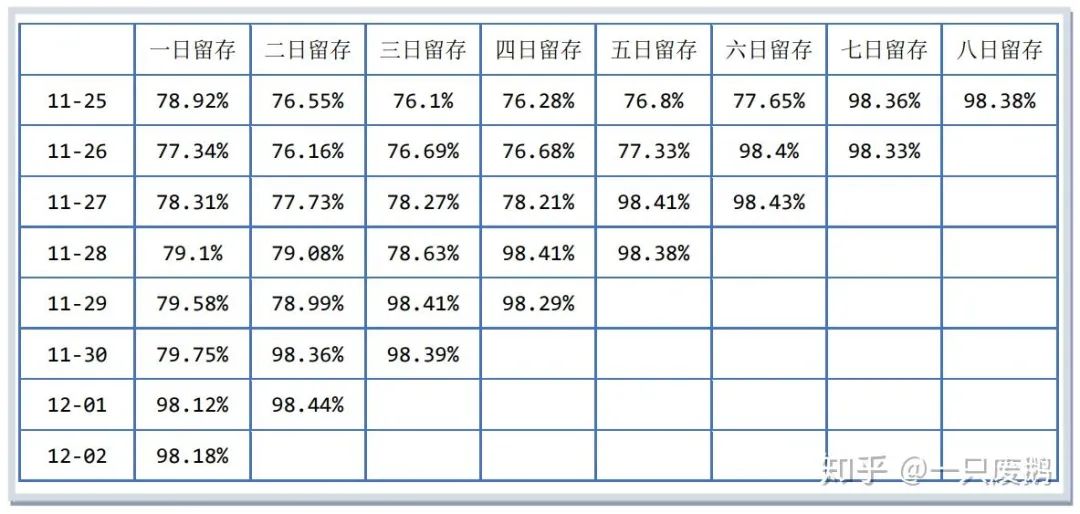 一日留存 二日留存 三日留存 四日留存 五日留存 六日留存 七日留存 八日留存
11-25 78.92% 76.55% 76.1% 76.28% 76.8% 77.65% 98.36% 98.38%
11-26 77.34% 76.16% 76.69% 76.68% 77.33% 98.4% 98.33%
11-27 78.31% 77.73% 78.27% 78.21% 98.41% 98.43%
11-28 79.1% 79.08% 78.63% 98.41% 98.38%
11-29 79.58% 78.99% 98.41% 98.29%
11-30 79.75% 98.36% 98.39%
12-01 98.12% 98.44%
12-02 98.18%
知乎 @一只废鹅